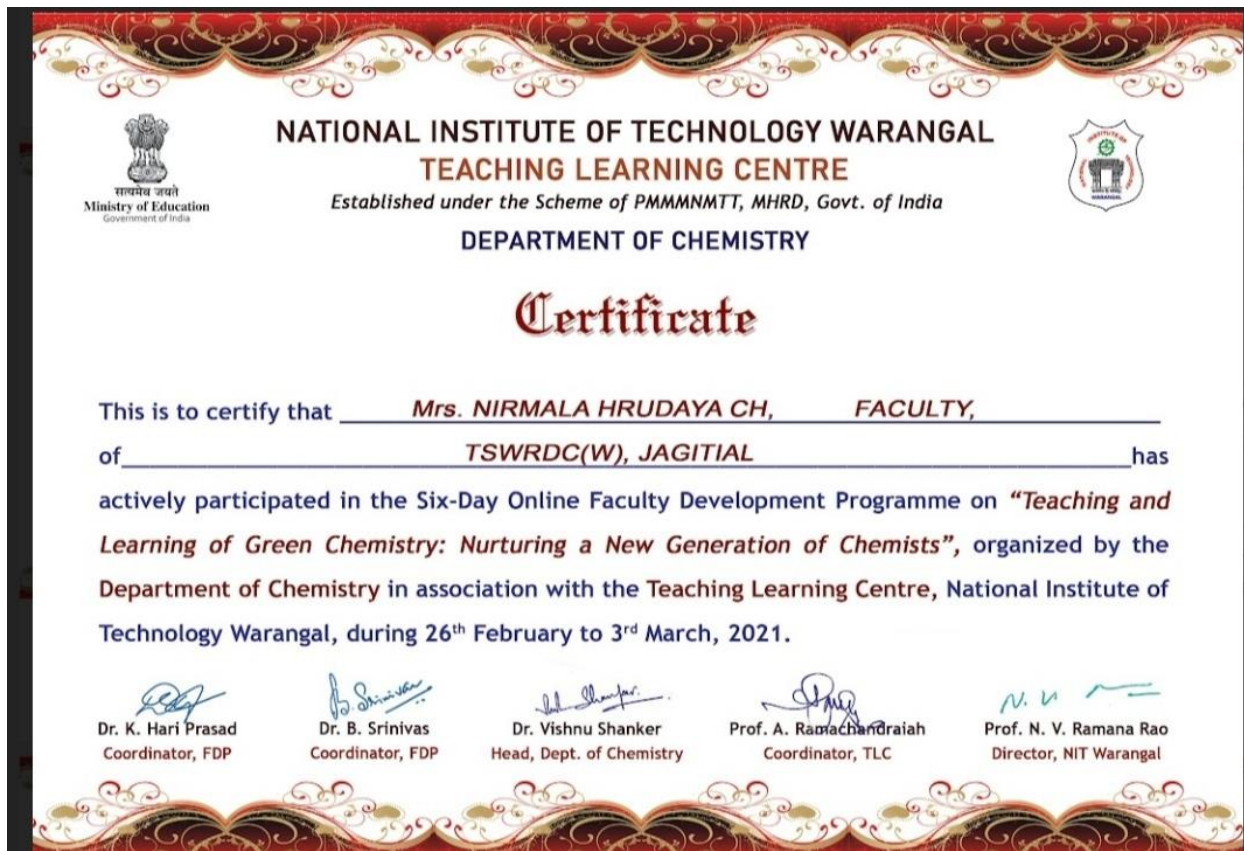 NATIONAL INSTITUTE OF TECHNOLOGY WARANGAL
TEACHING LEARNING CENTRE
Established under the Scheme of PMMMNMTT, MHRD, Govt. of India
DEPARTMENT OF CHEMISTRY
सत्यमेव जयते
Ministry of Education
Government of India
INSTITUTE OF
WARANGAL
Certificate
This is to certify that Mrs. NIRMALA HRUDAYA CH, FACULTY,
of TSWRDC(W), JAGITIAL has
actively participated in the Six-Day Online Faculty Development Programme on “Teaching and
Learning of Green Chemistry: Nurturing a New Generation of Chemists”, organized by the
Department of Chemistry in association with the Teaching Learning Centre, National Institute of
Technology Warangal, during 26th February to 3rd March, 2021.
B. Srinivas
N. V
Dr. K. Hari Prasad
Coordinator, FDP
Dr. B. Srinivas
Coordinator, FDP
Dr. Vishnu Shanker
Head, Dept. of Chemistry
Prof. A. Ramachandraiah
Coordinator, TLC
Prof. N. V. Ramana Rao
Director, NIT Warangal